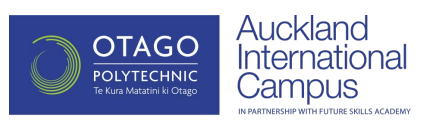 OTAGO
POLYTECHNIC
Te Kura Matatini ki Otago
Auckland
International
Campus
IN PARTNERSHIP WITH FUTURE SKILLS ACADEMY